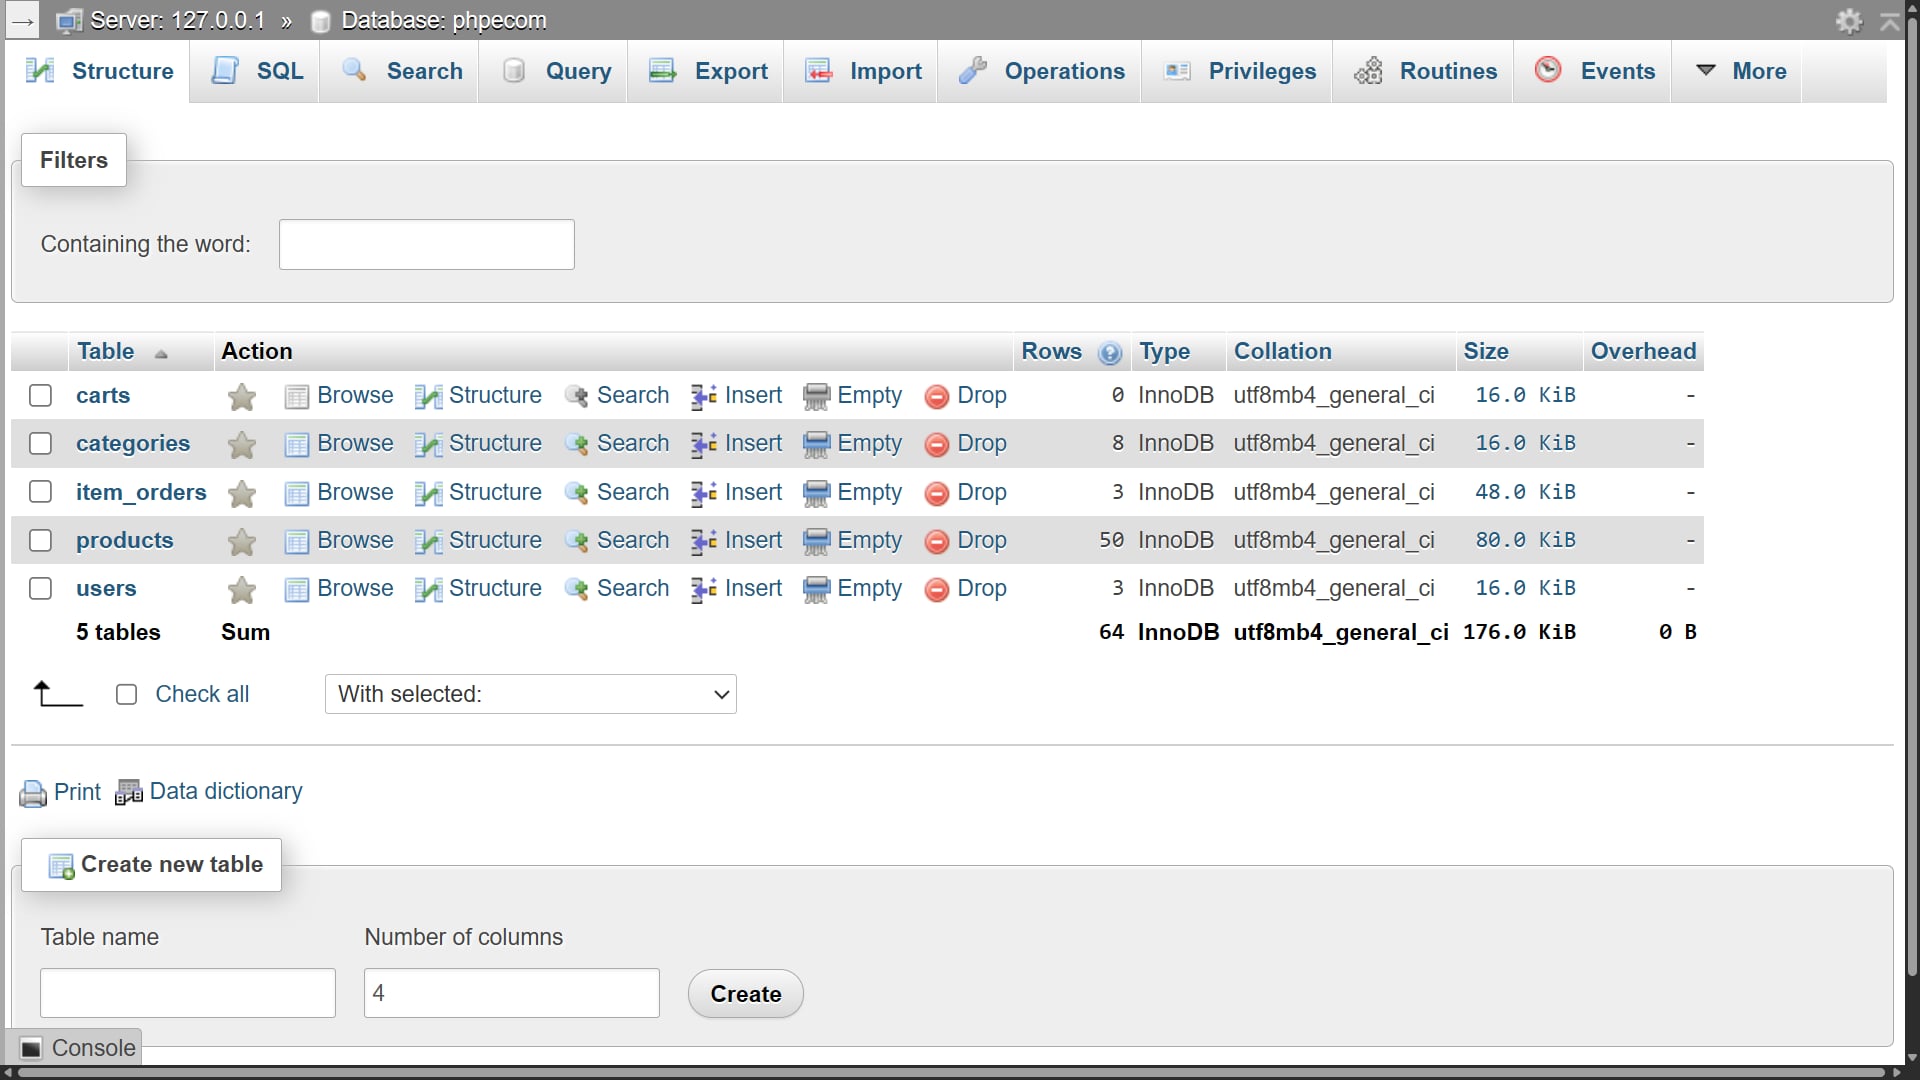 Server: 127.0.0.1 » Database: phpecom
Structure SQL Search Query Export Import Operations Privileges Routines Events More
Filters
Containing the word:
Table Action Rows Type Collation Size Overhead
carts Browse Structure Search Insert Empty Drop 0 InnoDB utf8mb4_general_ci 16.0 KiB -
categories Browse Structure Search Insert Empty Drop 8 InnoDB utf8mb4_general_ci 16.0 KiB -
item_orders Browse Structure Search Insert Empty Drop 3 InnoDB utf8mb4_general_ci 48.0 KiB -
products Browse Structure Search Insert Empty Drop 50 InnoDB utf8mb4_general_ci 80.0 KiB -
users Browse Structure Search Insert Empty Drop 3 InnoDB utf8mb4_general_ci 16.0 KiB -
5 tables Sum 64 InnoDB utf8mb4_general_ci 176.0 KiB 0 B
Check all With selected:
Print Data dictionary
Create new table
Table name Number of columns
4 Create
Console